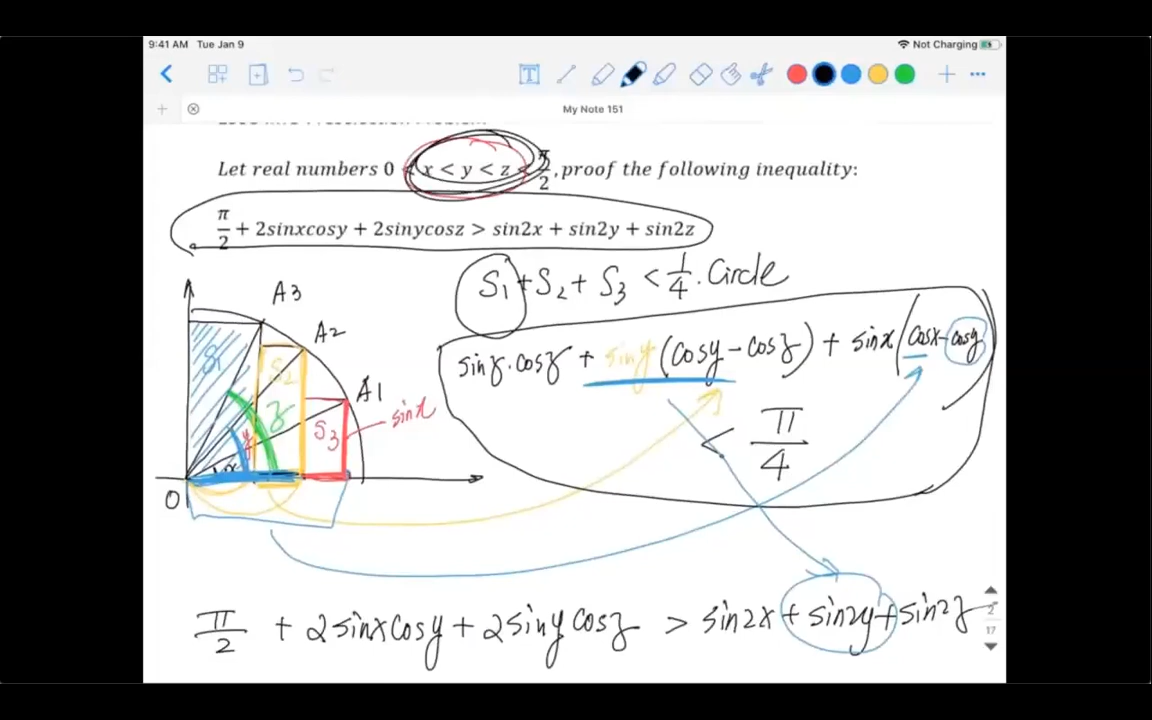 9:41 AM Tue Jan 9
Not Charging
My Note 151
Let real numbers 0 < x < y < z < π/2, proof the following inequality:
π/2 + 2sinxcosy + 2sinycosz > sin2x + sin2y + sin2z
S1 + S2 + S3 < 1/4 . Circle
A3
A2
A1
S1
S2
S3
sinx
x
y
z
O
sinz.cosz + siny (cosy - cosz) + sinx (cosx - cosy)
< π/4
π/2 + 2sinxcosy + 2sinycosz > sin2x + sin2y + sin2z
2
17